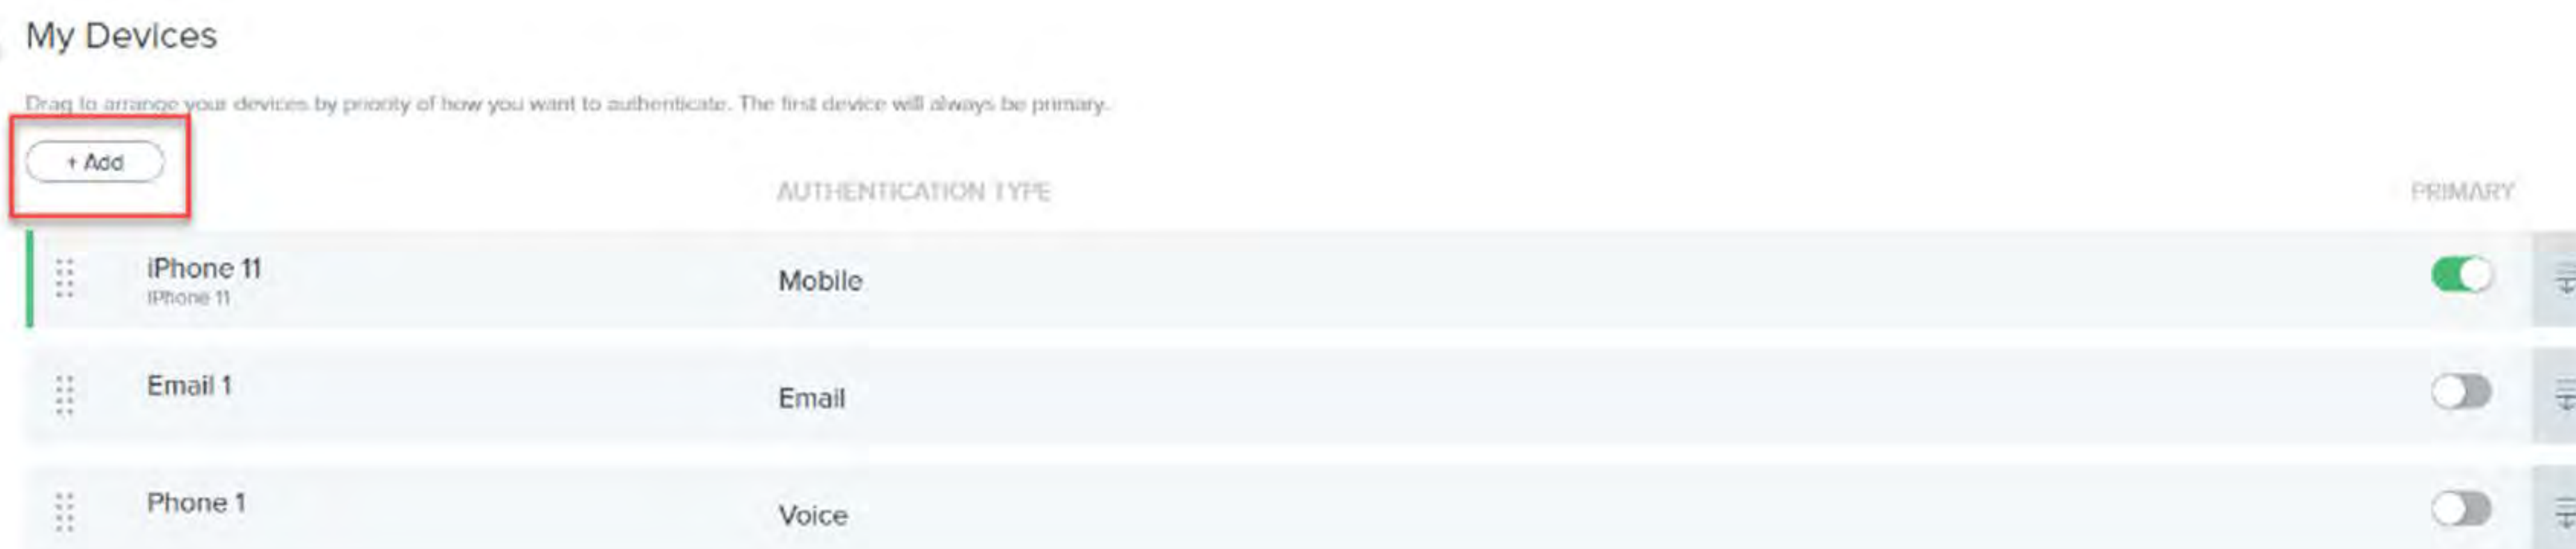 My Devices
Drag to arrange your devices by priority of how you want to authenticate. The first device will always be primary.
+ Add
AUTHENTICATION TYPE PRIMARY
iPhone 11
iPhone 11
Mobile
Email 1
Email
Phone 1
Voice